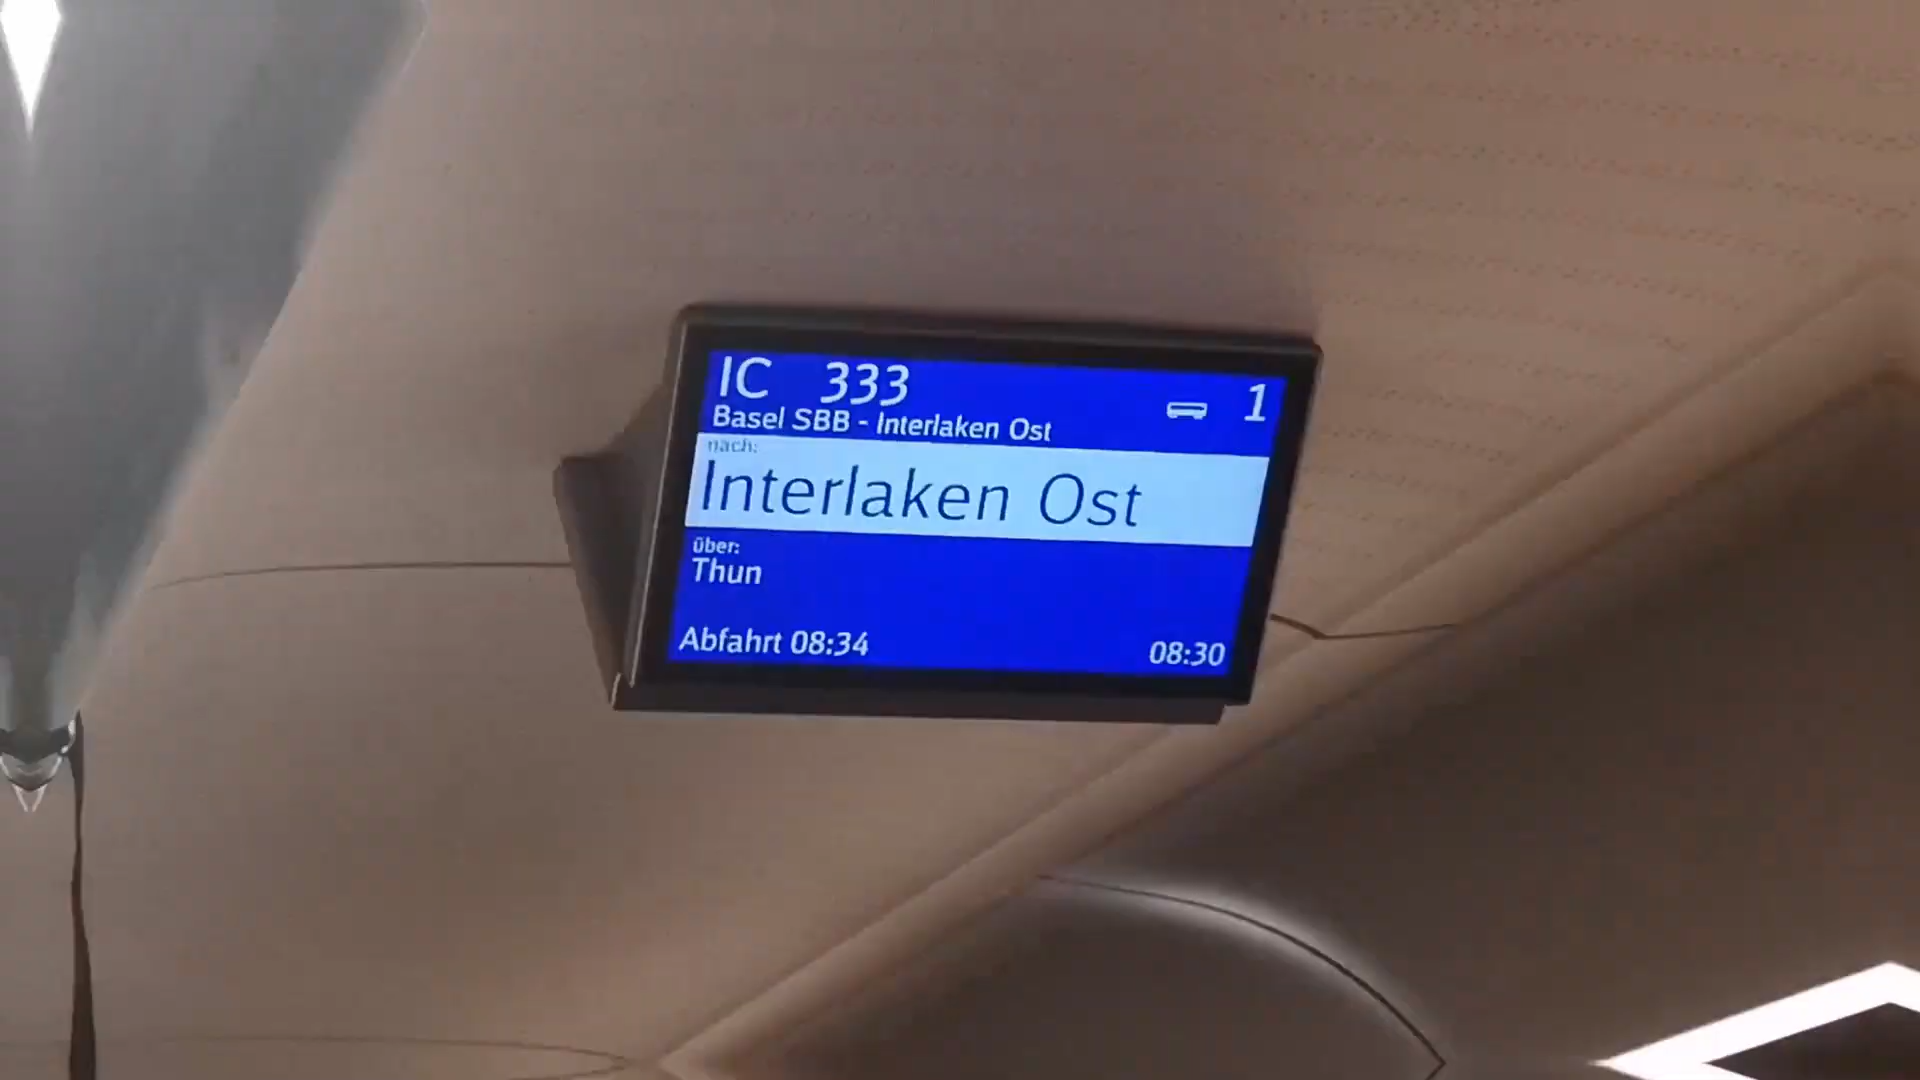 IC 333 1
Basel SBB - Interlaken Ost
nach:
Interlaken Ost
über:
Thun
Abfahrt 08:34 08:30